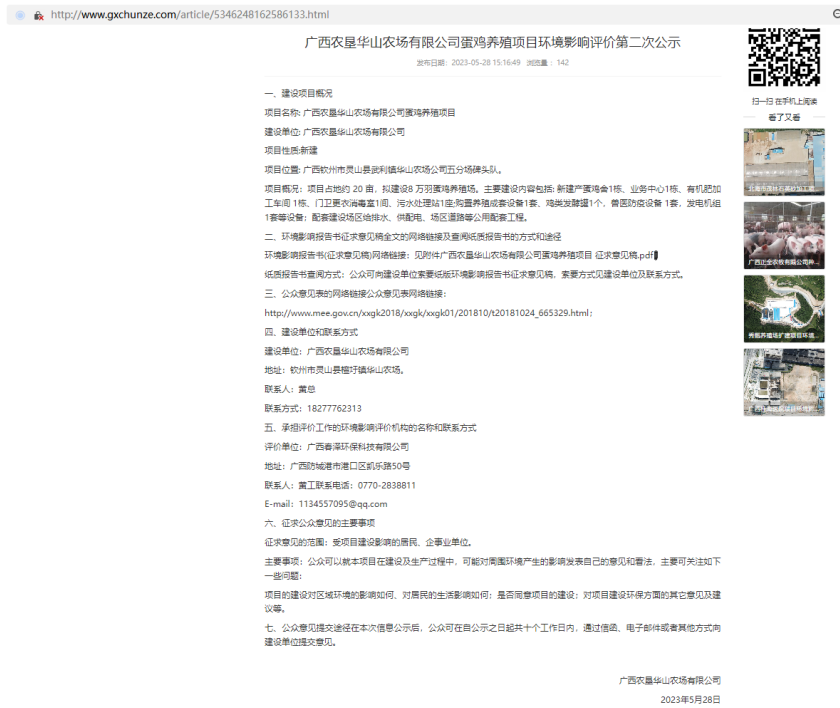 http://www.gxchunze.com/article/5346248162586133.html
广西农垦华山农场有限公司蛋鸡养殖项目环境影响评价第二次公示
发布日期: 2023-05-28 15:16:49 浏览量 : 142
一、建设项目概况
项目名称: 广西农垦华山农场有限公司蛋鸡养殖项目
建设单位: 广西农垦华山农场有限公司
项目性质:新建
项目位置: 广西钦州市灵山县武利镇华山农场公司五分场碑头队。
项目概况：项目占地约 20 亩，拟建设8 万羽蛋鸡养殖场。主要建设内容包括: 新建产蛋鸡舍1栋、业务中心1栋、有机肥加
工车间 1栋、门卫更衣消毒室1间、污水处理站1座;购置养殖成套设备1套、鸡粪发酵罐1个，兽医防疫设备 1套，发电机组
1套等设备；配套建设场区给排水、供配电、场区道路等公用配套工程。
二、环境影响报告书征求意见稿全文的网络链接及查阅纸质报告书的方式和途径
环境影响报告书(征求意见稿)网络链接：见附件广西农垦华山农场有限公司蛋鸡养殖项目 征求意见稿.pdf
纸质报告书查阅方式：公众可向建设单位索要纸版环境影响报告书征求意见稿，索要方式见建设单位及联系方式。
三、公众意见表的网络链接公众意见表网络链接：
http://www.mee.gov.cn/xxgk2018/xxgk/xxgk01/201810/t20181024_665329.html;
四、建设单位和联系方式
建设单位：广西农垦华山农场有限公司
地址：钦州市灵山县檀圩镇华山农场。
联系人：黄总
联系方式：18277762313
五、承担评价工作的环境影响评价机构的名称和联系方式
评价单位：广西春泽环保科技有限公司
地址：广西防城港市港口区凯乐路50号
联系人：黄工联系电话：0770-2838811
E-mail：1134557095@qq.com
六、征求公众意见的主要事项
征求意见的范围：受项目建设影响的居民、企事业单位。
主要事项：公众可以就本项目在建设及生产过程中，可能对周围环境产生的影响发表自己的意见和看法，主要可关注如下
一些问题：
项目的建设对区域环境的影响如何、对居民的生活影响如何；是否同意项目的建设；对项目建设环保方面的其它意见及建
议等。
七、公众意见提交途径在本次信息公示后，公众可在自公示之日起共十个工作日内，通过信函、电子邮件或者其他方式向
建设单位提交意见。
广西农垦华山农场有限公司
2023年5月28日
扫一扫 在手机上阅读
看了又看